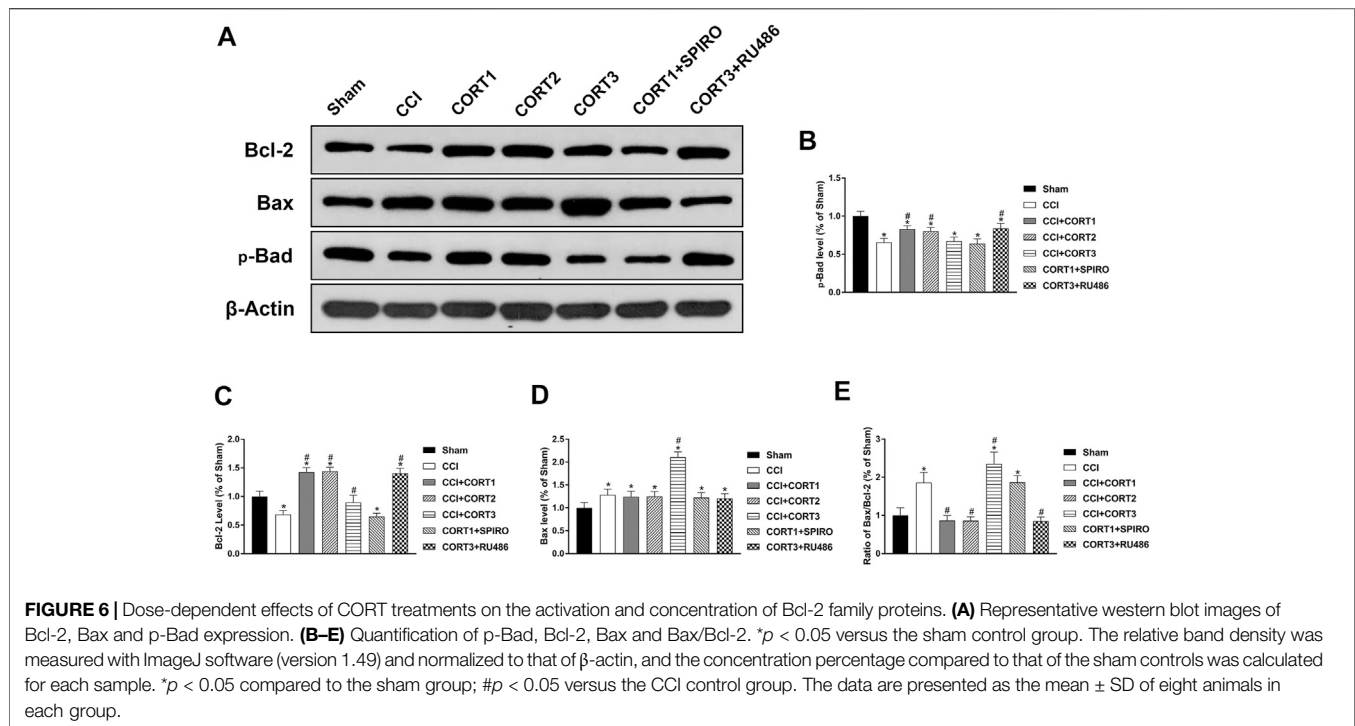 A
Sham
CCI
CORT1
CORT2
CORT3
CORT1+SPIRO
CORT3+RU486
Bcl-2
Bax
p-Bad
β-Actin
B
p-Bad level (% of Sham)
1.5
1.0
0.5
0.0
*
#
*
#
*
*
*
#
*
Sham
CCI
CCI+CORT1
CCI+CORT2
CCI+CORT3
CORT1+SPIRO
CORT3+RU486
C
Bcl-2 Level (% of Sham)
2.0
1.5
1.0
0.5
0.0
*
#
*
#
*
#
*
#
*
Sham
CCI
CCI+CORT1
CCI+CORT2
CCI+CORT3
CORT1+SPIRO
CORT3+RU486
D
Bax level (% of Sham)
2.5
2.0
1.5
1.0
0.5
0.0
*
*
*
#
*
*
*
Sham
CCI
CCI+CORT1
CCI+CORT2
CCI+CORT3
CORT1+SPIRO
CORT3+RU486
E
Ratio of Bax/Bcl-2 (% of Sham)
3
2
1
0
*
#
#
#
*
*
#
Sham
CCI
CCI+CORT1
CCI+CORT2
CCI+CORT3
CORT1+SPIRO
CORT3+RU486
FIGURE 6 | Dose-dependent effects of CORT treatments on the activation and concentration of Bcl-2 family proteins. (A) Representative western blot images of
Bcl-2, Bax and p-Bad expression. (B–E) Quantification of p-Bad, Bcl-2, Bax and Bax/Bcl-2. *p < 0.05 versus the sham control group. The relative band density was
measured with ImageJ software (version 1.49) and normalized to that of β-actin, and the concentration percentage compared to that of the sham controls was calculated
for each sample. *p < 0.05 compared to the sham group; #p < 0.05 versus the CCI control group. The data are presented as the mean ± SD of eight animals in
each group.